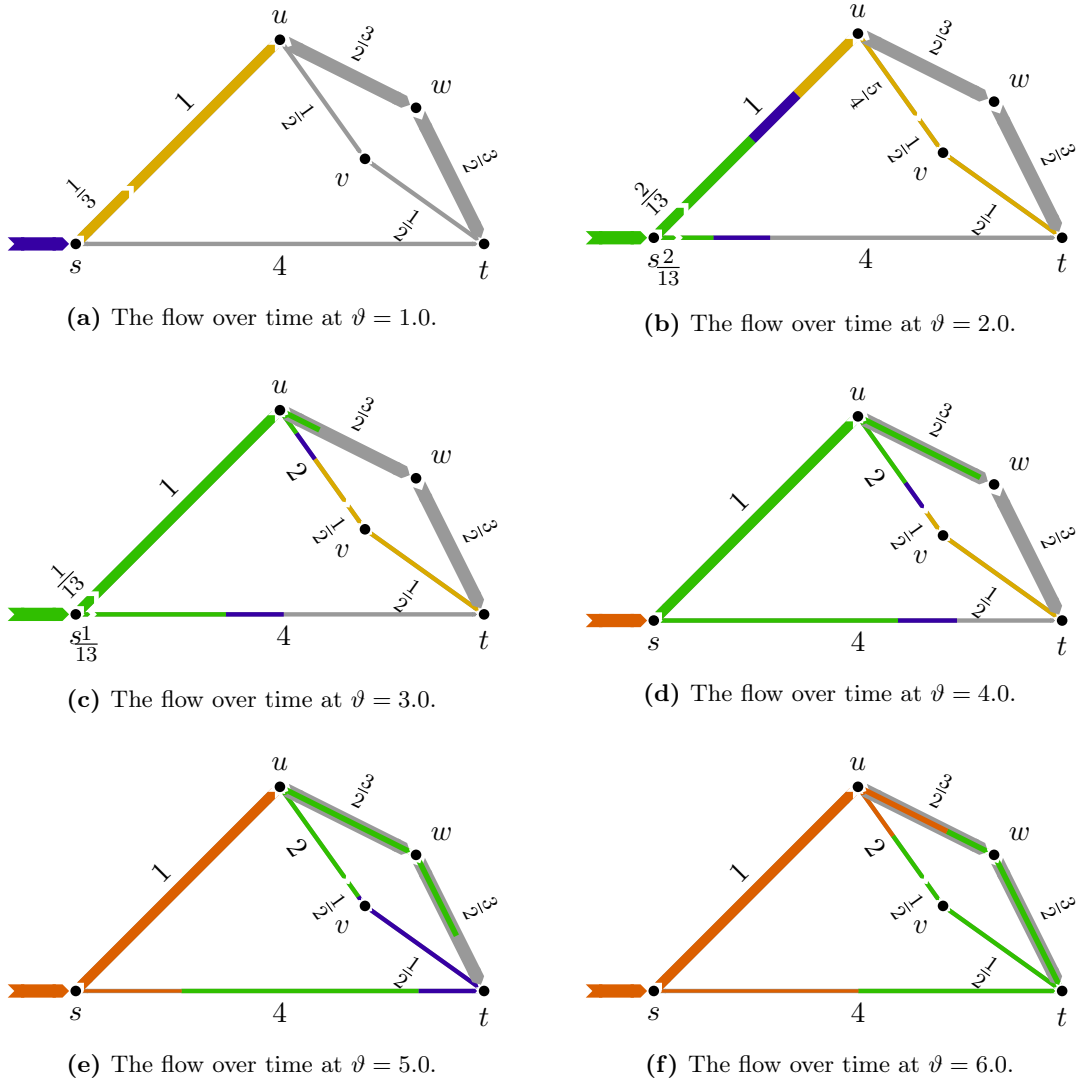 u
3/2
w
1
1/2
1/3
v
3/2
1/2
s
4
t
(a) The flow over time at ϑ = 1.0.
u
3/2
w
1
5/4
1/2
2/13
v
3/2
1/2
s 2/13
4
t
(b) The flow over time at ϑ = 2.0.
u
3/2
w
1
2
1/2
v
3/2
1/13
1/2
s 1/13
4
t
(c) The flow over time at ϑ = 3.0.
u
3/2
w
1
2
1/2
v
3/2
1/2
s
4
t
(d) The flow over time at ϑ = 4.0.
u
3/2
w
1
2
1/2
v
3/2
1/2
s
4
t
(e) The flow over time at ϑ = 5.0.
u
3/2
w
1
2
1/2
v
3/2
1/2
s
4
t
(f) The flow over time at ϑ = 6.0.